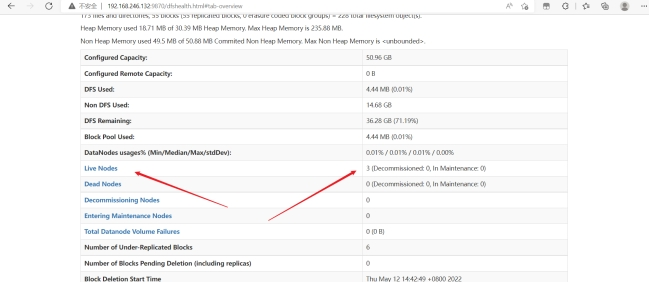 不安全 | 192.168.246.132:9870/dfshealth.html#tab-overview
173 files and directories, 55 blocks (55 replicated blocks, 0 erasure coded block groups) = 228 total filesystem object(s).
Heap Memory used 18.71 MB of 30.39 MB Heap Memory. Max Heap Memory is 235.88 MB.
Non Heap Memory used 49.5 MB of 50.88 MB Commited Non Heap Memory. Max Non Heap Memory is <unbounded>.
Configured Capacity: 50.96 GB
Configured Remote Capacity: 0 B
DFS Used: 4.44 MB (0.01%)
Non DFS Used: 14.68 GB
DFS Remaining: 36.28 GB (71.19%)
Block Pool Used: 4.44 MB (0.01%)
DataNodes usages% (Min/Median/Max/stdDev): 0.01% / 0.01% / 0.01% / 0.00%
Live Nodes 3 (Decommissioned: 0, In Maintenance: 0)
Dead Nodes 0 (Decommissioned: 0, In Maintenance: 0)
Decommissioning Nodes 0
Entering Maintenance Nodes 0
Total Datanode Volume Failures 0 (0 B)
Number of Under-Replicated Blocks 6
Number of Blocks Pending Deletion (including replicas) 0
Block Deletion Start Time Thu May 12 14:42:49 +0800 2022